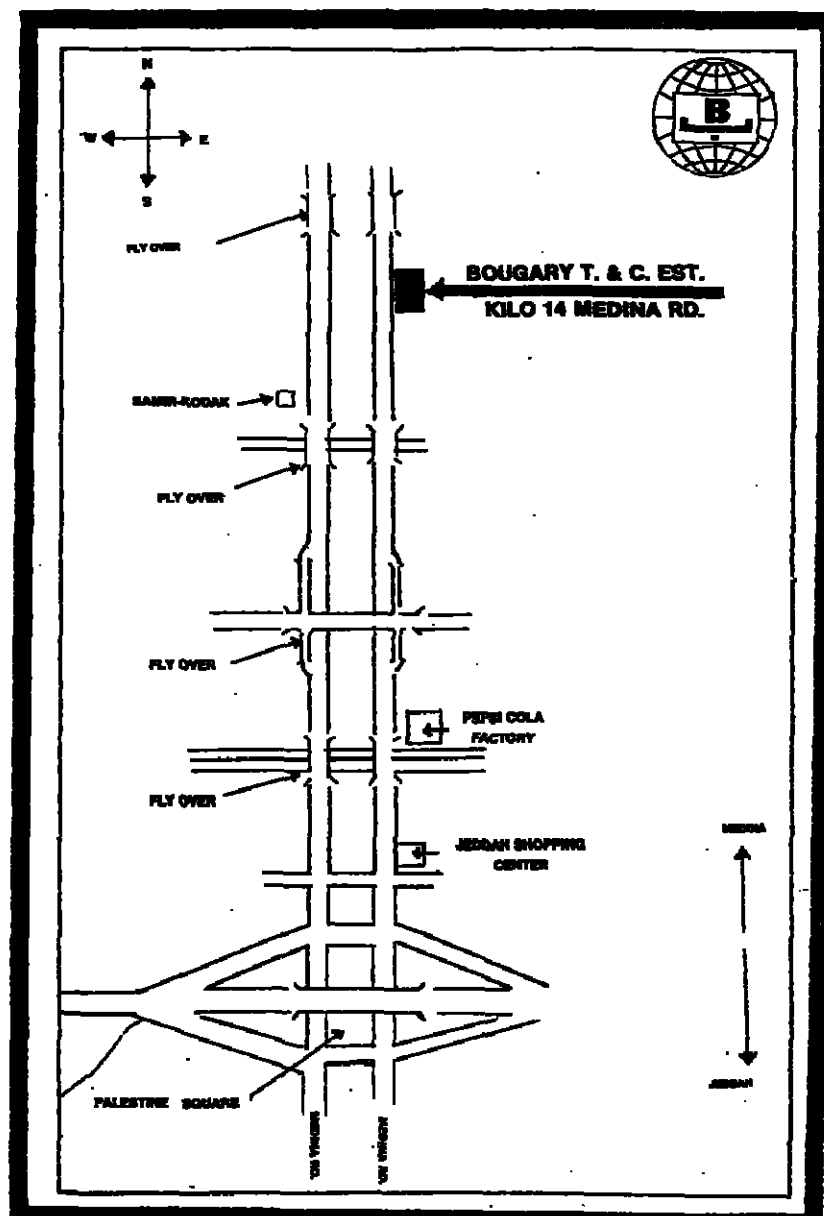 N
W E
S
B
FLY OVER
BOUGARY T. & C. EST.
KILO 14 MEDINA RD.
SAMIR-KODAK
FLY OVER
FLY OVER
PEPSI COLA
FACTORY
FLY OVER
JEDDAH SHOPPING
CENTER
MEDINA
JEDDAH
PALESTINE SQUARE
MEDINA RD.
MEDINA RD.